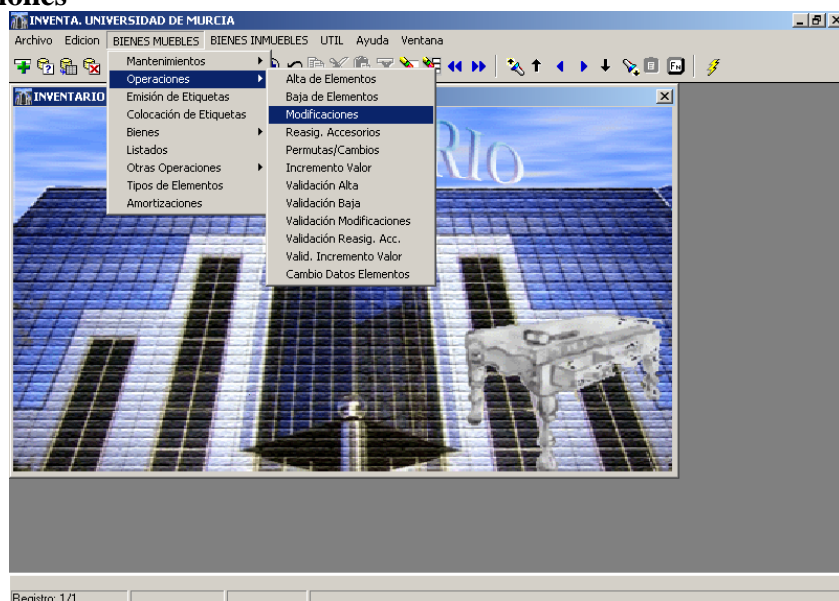 ones
INVENTA. UNIVERSIDAD DE MURCIA
Archivo Edicion BIENES MUEBLES BIENES INMUEBLES UTIL Ayuda Ventana
Mantenimientos
Operaciones
Emisión de Etiquetas
Colocación de Etiquetas
Bienes
Listados
Otras Operaciones
Tipos de Elementos
Amortizaciones
Alta de Elementos
Baja de Elementos
Modificaciones
Reasig. Accesorios
Permutas/Cambios
Incremento Valor
Validación Alta
Validación Baja
Validación Modificaciones
Validación Reasig. Acc.
Valid. Incremento Valor
Cambio Datos Elementos
INVENTARIO
RIO
Registro: 1/1